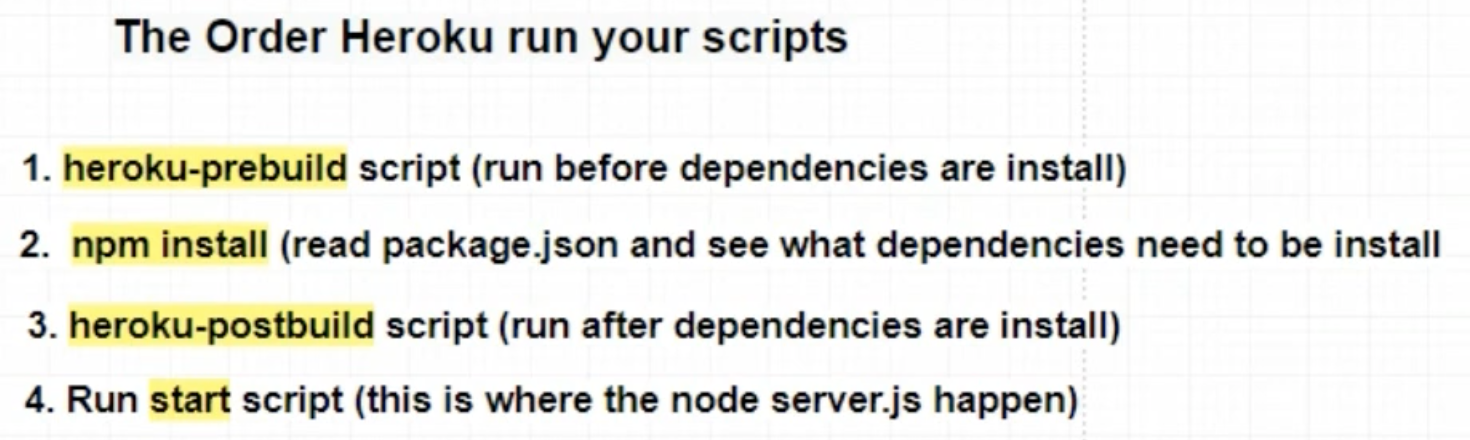 The Order Heroku run your scripts
1. heroku-prebuild script (run before dependencies are install)
2. npm install (read package.json and see what dependencies need to be install
3. heroku-postbuild script (run after dependencies are install)
4. Run start script (this is where the node server.js happen)